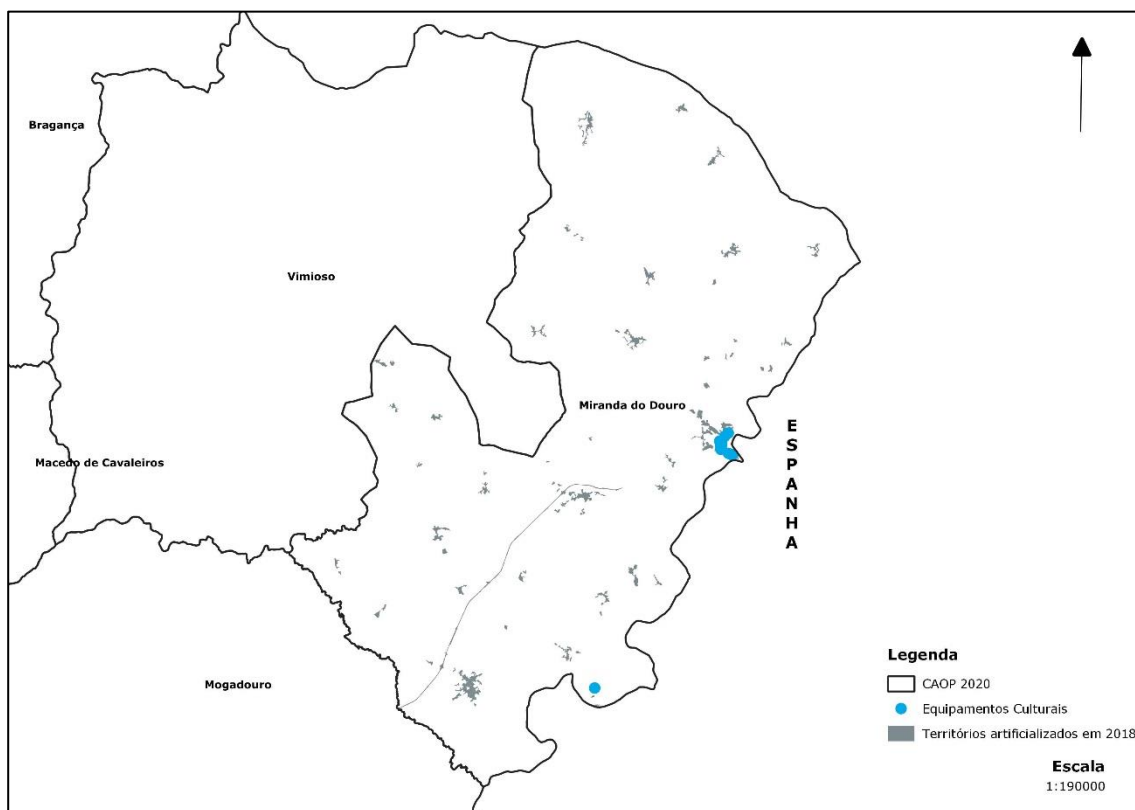 Bragança
Vimioso
Miranda do Douro
Macedo de Cavaleiros
Mogadouro
ESPANHA
Legenda
CAOP 2020
Equipamentos Culturais
Territórios artificializados em 2018
Escala
1:190000